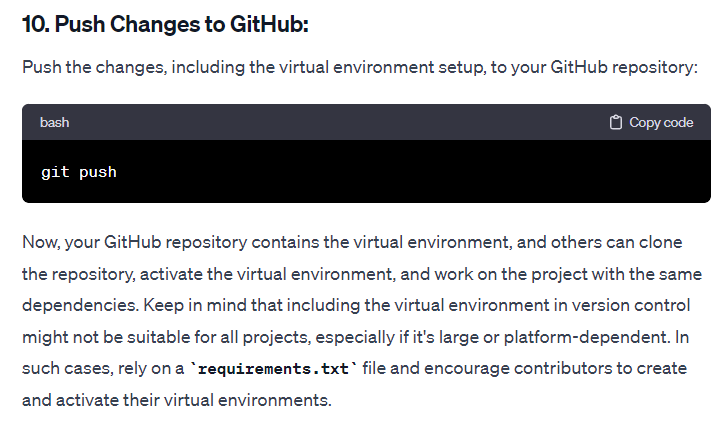 10. Push Changes to GitHub:
Push the changes, including the virtual environment setup, to your GitHub repository:
bash
Copy code
git push
Now, your GitHub repository contains the virtual environment, and others can clone
the repository, activate the virtual environment, and work on the project with the same
dependencies. Keep in mind that including the virtual environment in version control
might not be suitable for all projects, especially if it's large or platform-dependent. In
such cases, rely on a `requirements.txt` file and encourage contributors to create
and activate their virtual environments.